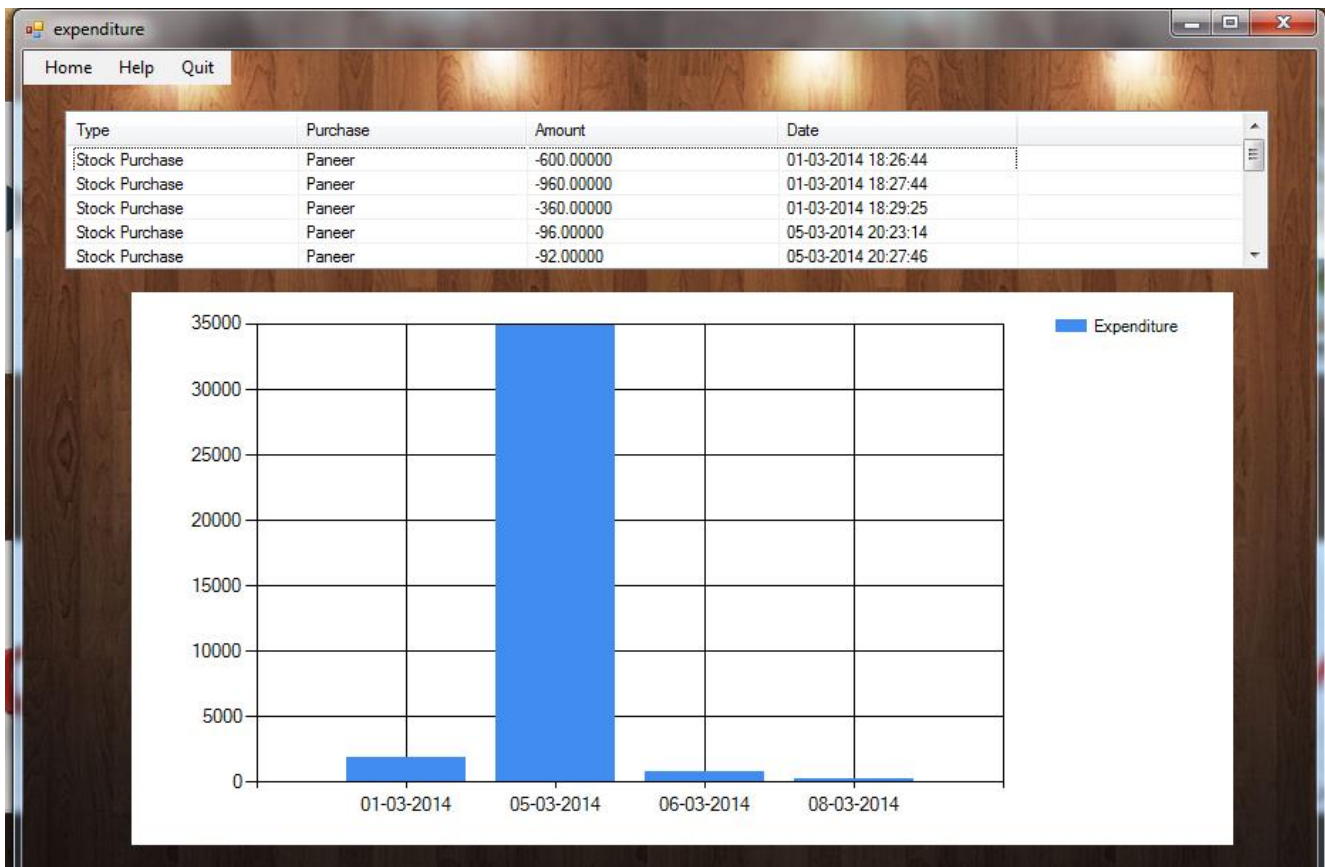 expenditure
Home Help Quit
Type Purchase Amount Date
Stock Purchase Paneer -600.00000 01-03-2014 18:26:44
Stock Purchase Paneer -960.00000 01-03-2014 18:27:44
Stock Purchase Paneer -360.00000 01-03-2014 18:29:25
Stock Purchase Paneer -96.00000 05-03-2014 20:23:14
Stock Purchase Paneer -92.00000 05-03-2014 20:27:46
35000
Expenditure
30000
25000
20000
15000
10000
5000
0
01-03-2014 05-03-2014 06-03-2014 08-03-2014